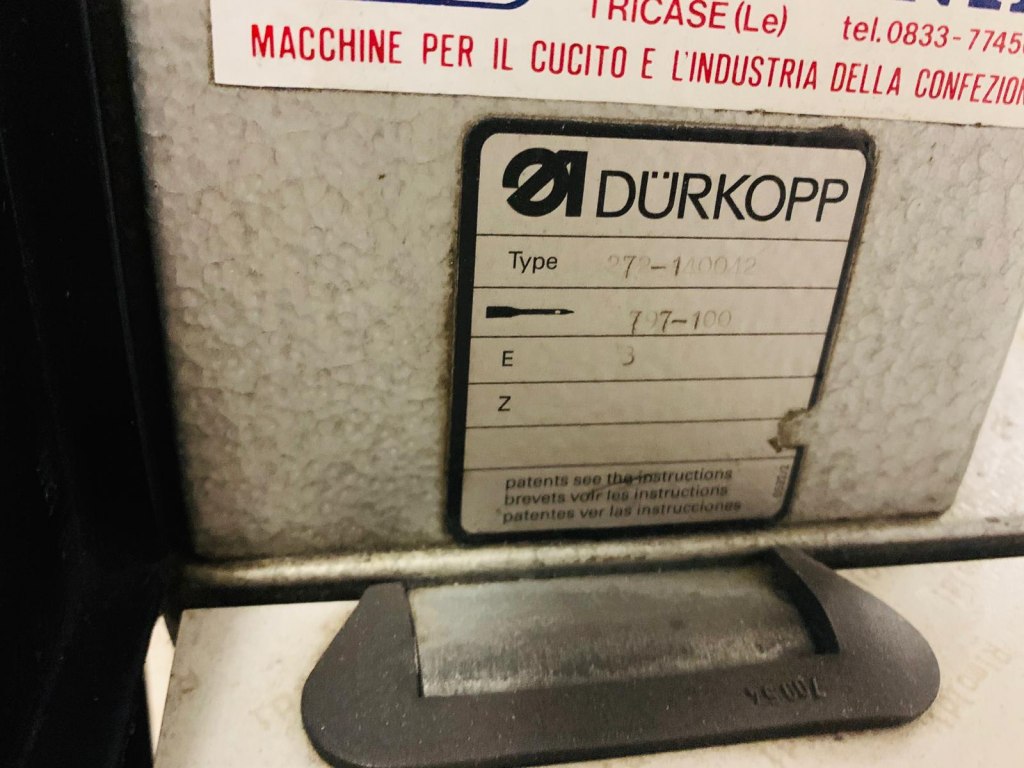 TRICASE (Le) tel. 0833-7745
MACCHINE PER IL CUCITO E L'INDUSTRIA DELLA CONFEZION
DÜRKOPP
Type 272-140042
797-100
E 3
Z
patents see the instructions
brevets voir les instructions
patentes ver las instrucciones